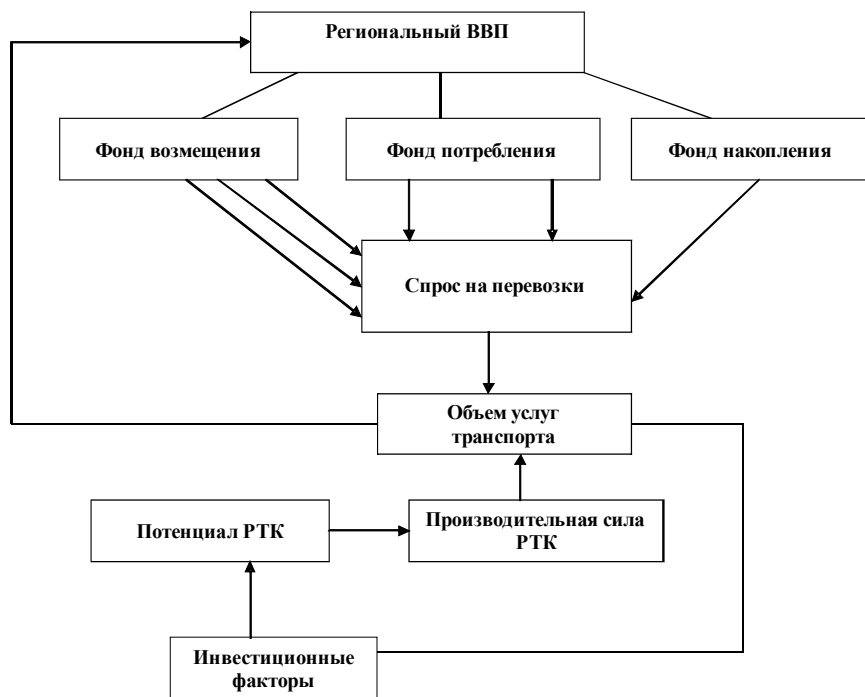 Региональный ВВП
Фонд возмещения
Фонд потребления
Фонд накопления
Спрос на перевозки
Объем услуг
транспорта
Потенциал РТК
Производительная сила
РТК
Инвестиционные
факторы